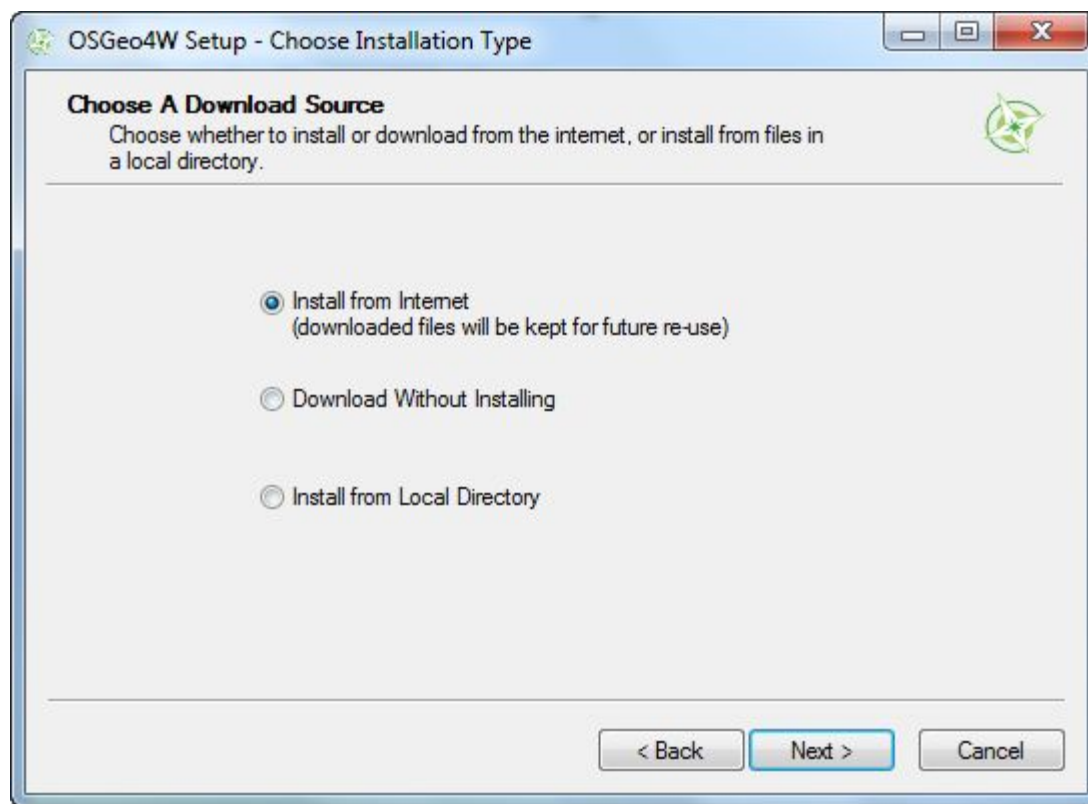 OSGeo4W Setup - Choose Installation Type
Choose A Download Source
Choose whether to install or download from the internet, or install from files in
a local directory.
Install from Internet
(downloaded files will be kept for future re-use)
Download Without Installing
Install from Local Directory
< Back
Next >
Cancel